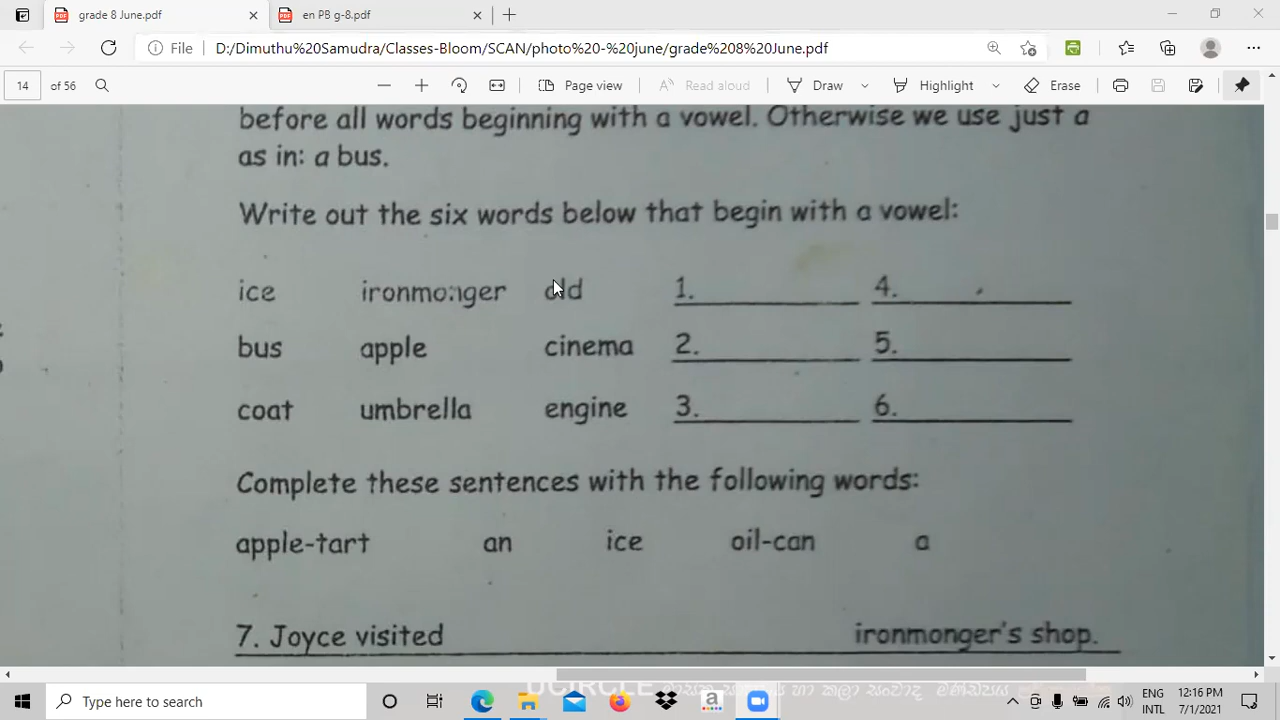 grade 8 June.pdf
en PB g-8.pdf
File D:/Dimuthu%20Samudra/Classes-Bloom/SCAN/photo%20-%20june/grade%208%20June.pdf
14 of 56 Page view Read aloud Draw Highlight Erase
before all words beginning with a vowel. Otherwise we use just a
as in: a bus.
Write out the six words below that begin with a vowel:
ice ironmonger old 1. 4.
bus apple cinema 2. 5.
coat umbrella engine 3. 6.
Complete these sentences with the following words:
apple-tart an ice oil-can a
7. Joyce visited ironmonger's shop.
Type here to search
ENG 12:16 PM
INTL 7/1/2021